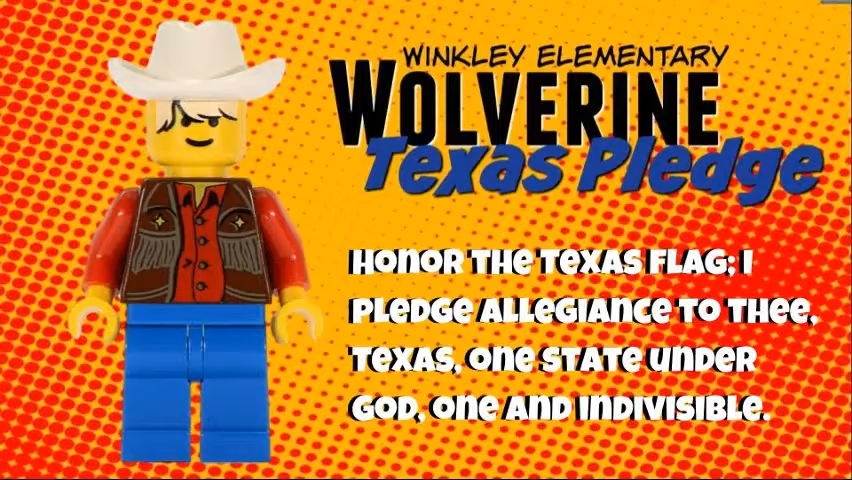 WINKLEY ELEMENTARY
WOLVERINE
Texas Pledge
Honor the Texas flag; I
pledge allegiance to thee,
Texas, one state under
God, one and indivisible.